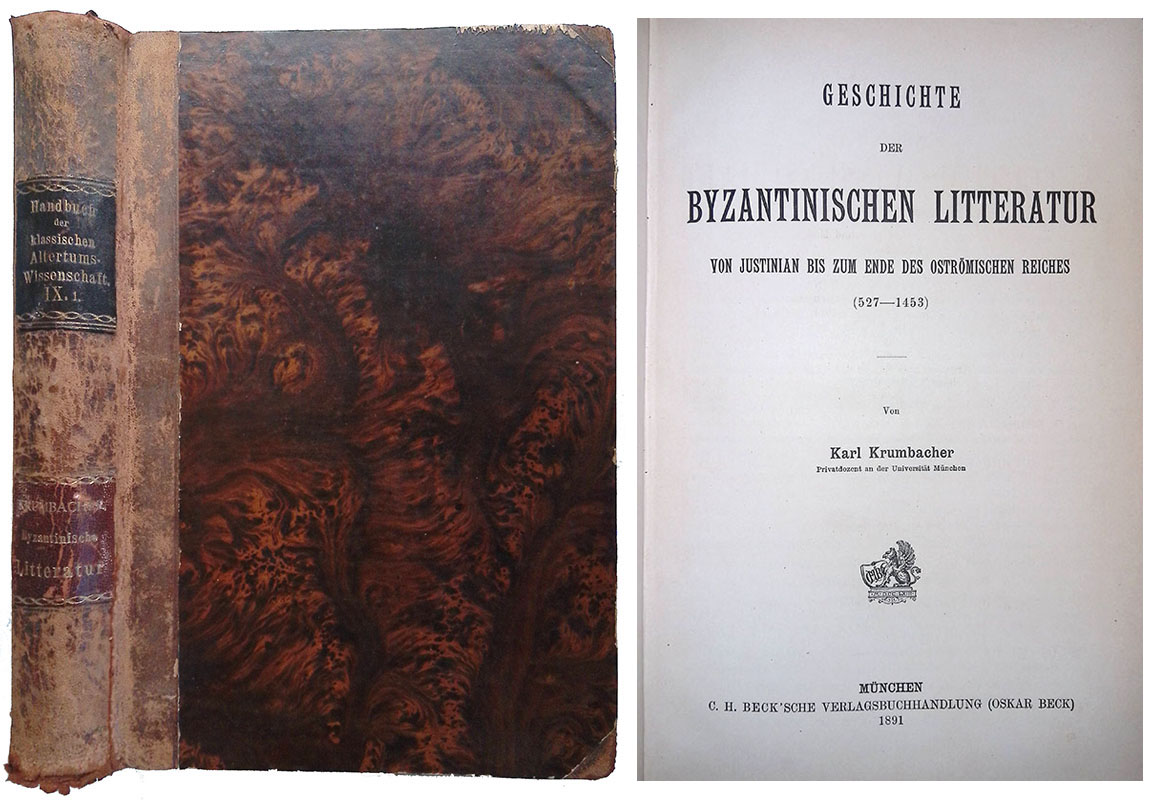 Handbuch
der
klassischen
Altertums-
Wissenschaft.
IX. 1.
KRUMBACHER,
Byzantinische
Litteratur
GESCHICHTE
DER
BYZANTINISCHEN LITTERATUR
VON JUSTINIAN BIS ZUM ENDE DES OSTRÖMISCHEN REICHES
(527—1453)
Von
Karl Krumbacher
Privatdozent an der Universität München
MÜNCHEN
C. H. BECK'SCHE VERLAGSBUCHHANDLUNG (OSKAR BECK)
1891